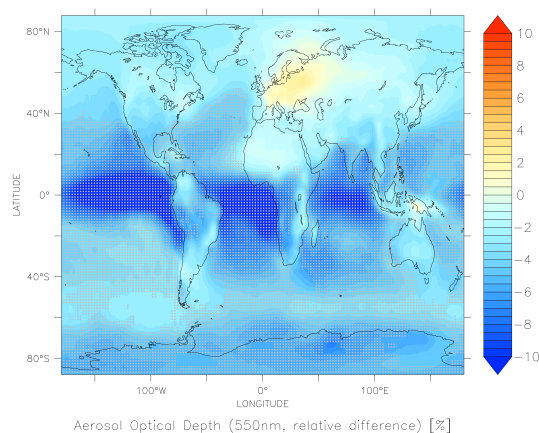 80°N
40°N
0°
40°S
80°S
LATITUDE
100°W
0°
100°E
LONGITUDE
10
8
6
4
2
0
−2
−4
−6
−8
−10
Aerosol Optical Depth (550nm, relative difference) [%]